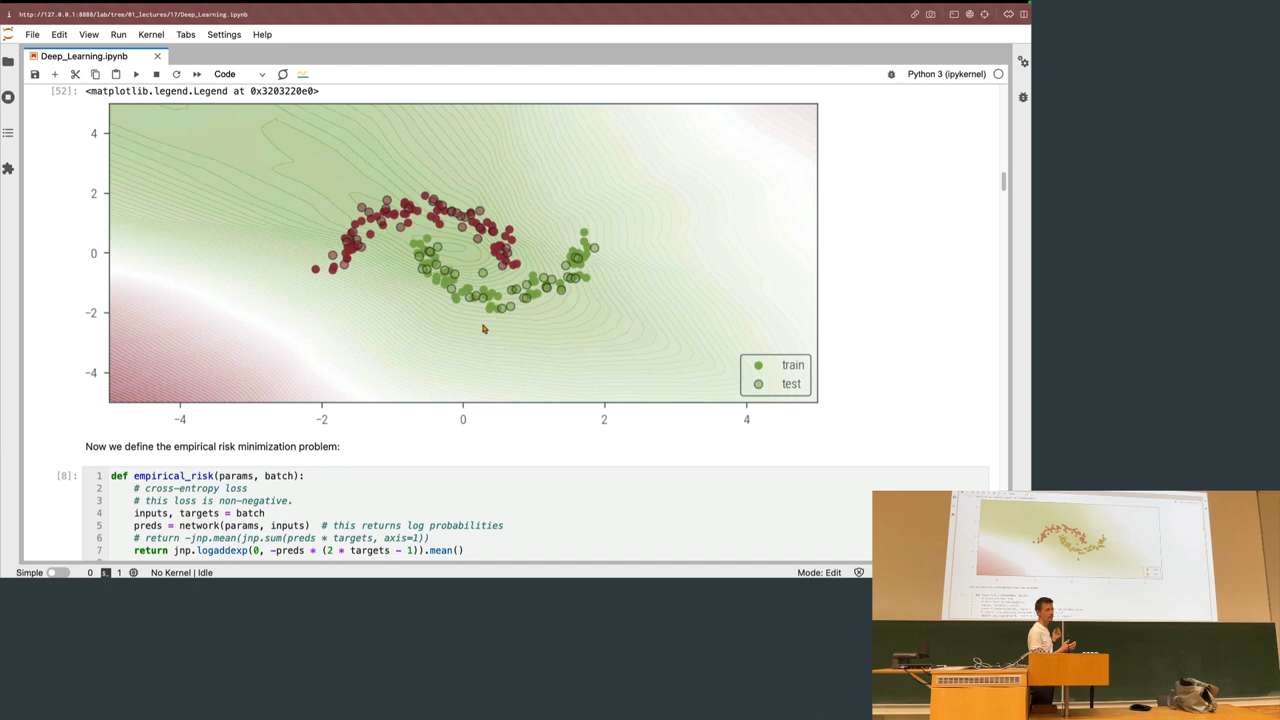 http://127.0.0.1:8888/lab/tree/01_lectures/17/Deep_Learning.ipynb
File Edit View Run Kernel Tabs Settings Help
Deep_Learning.ipynb
Code
Python 3 (ipykernel)
[52]: <matplotlib.legend.Legend at 0x3203220e0>
4
2
0
−2
−4
train
test
−4 −2 0 2 4
Now we define the empirical risk minimization problem:
[8]: 1 def empirical_risk(params, batch):
2 # cross-entropy loss
3 # this loss is non-negative.
4 inputs, targets = batch
5 preds = network(params, inputs) # this returns log probabilities
6 # return -jnp.mean(jnp.sum(preds * targets, axis=1))
7 return jnp.logaddexp(0, -preds * (2 * targets - 1)).mean()
Simple 0 1 No Kernel | Idle Mode: Edit